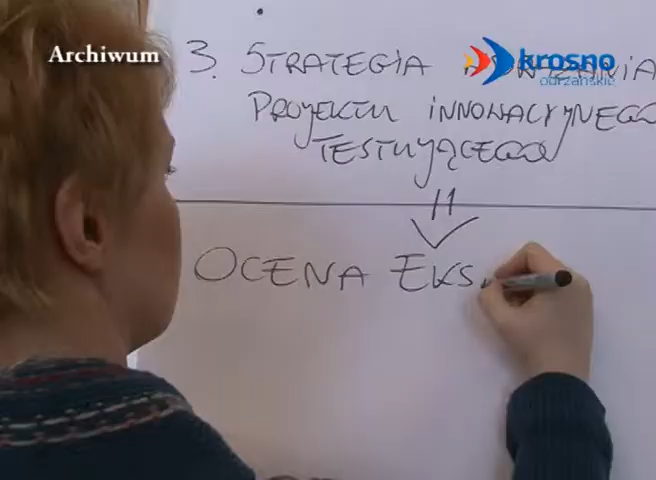 Archiwum
krosno
odrzańskie
3. STRATEGIA
PROJEKTU INNOWACYJNEGO
TESTUJĄCEGO
OCENA EKS